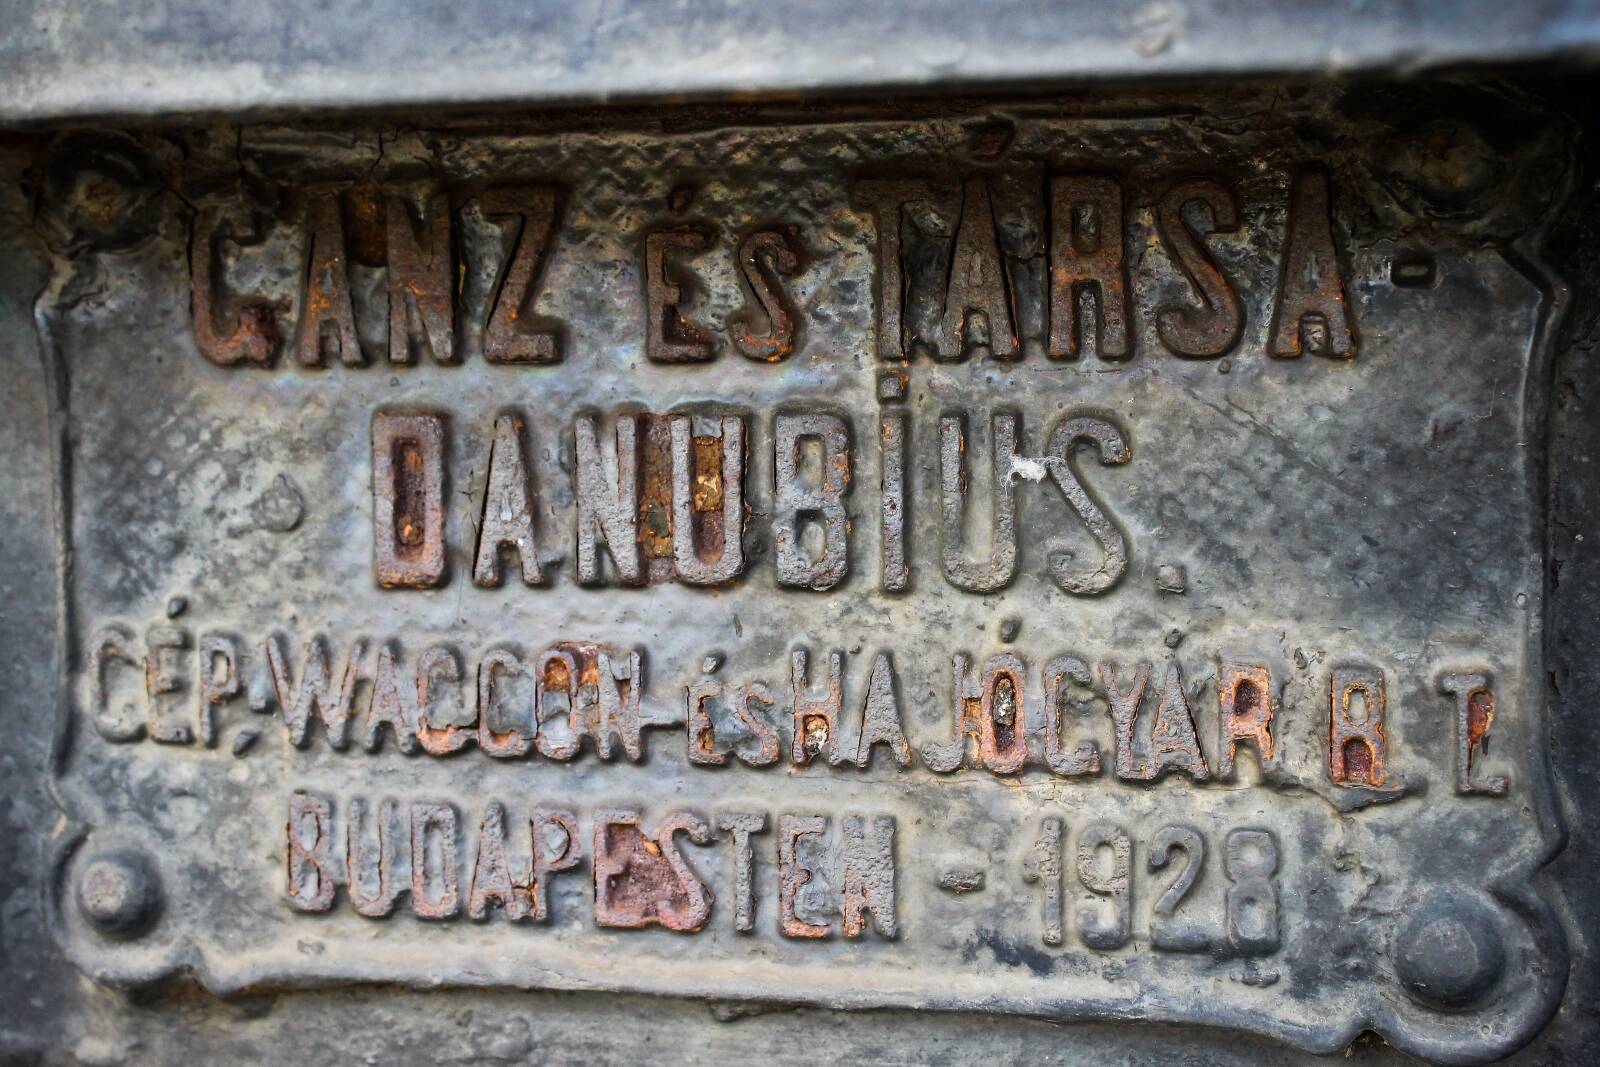 GANZ És TÁRSA-
DANUBiUS.
GÉP, WAGGON- ÉS HAJÓGYÁR R T
BUDAPESTEN - 1928